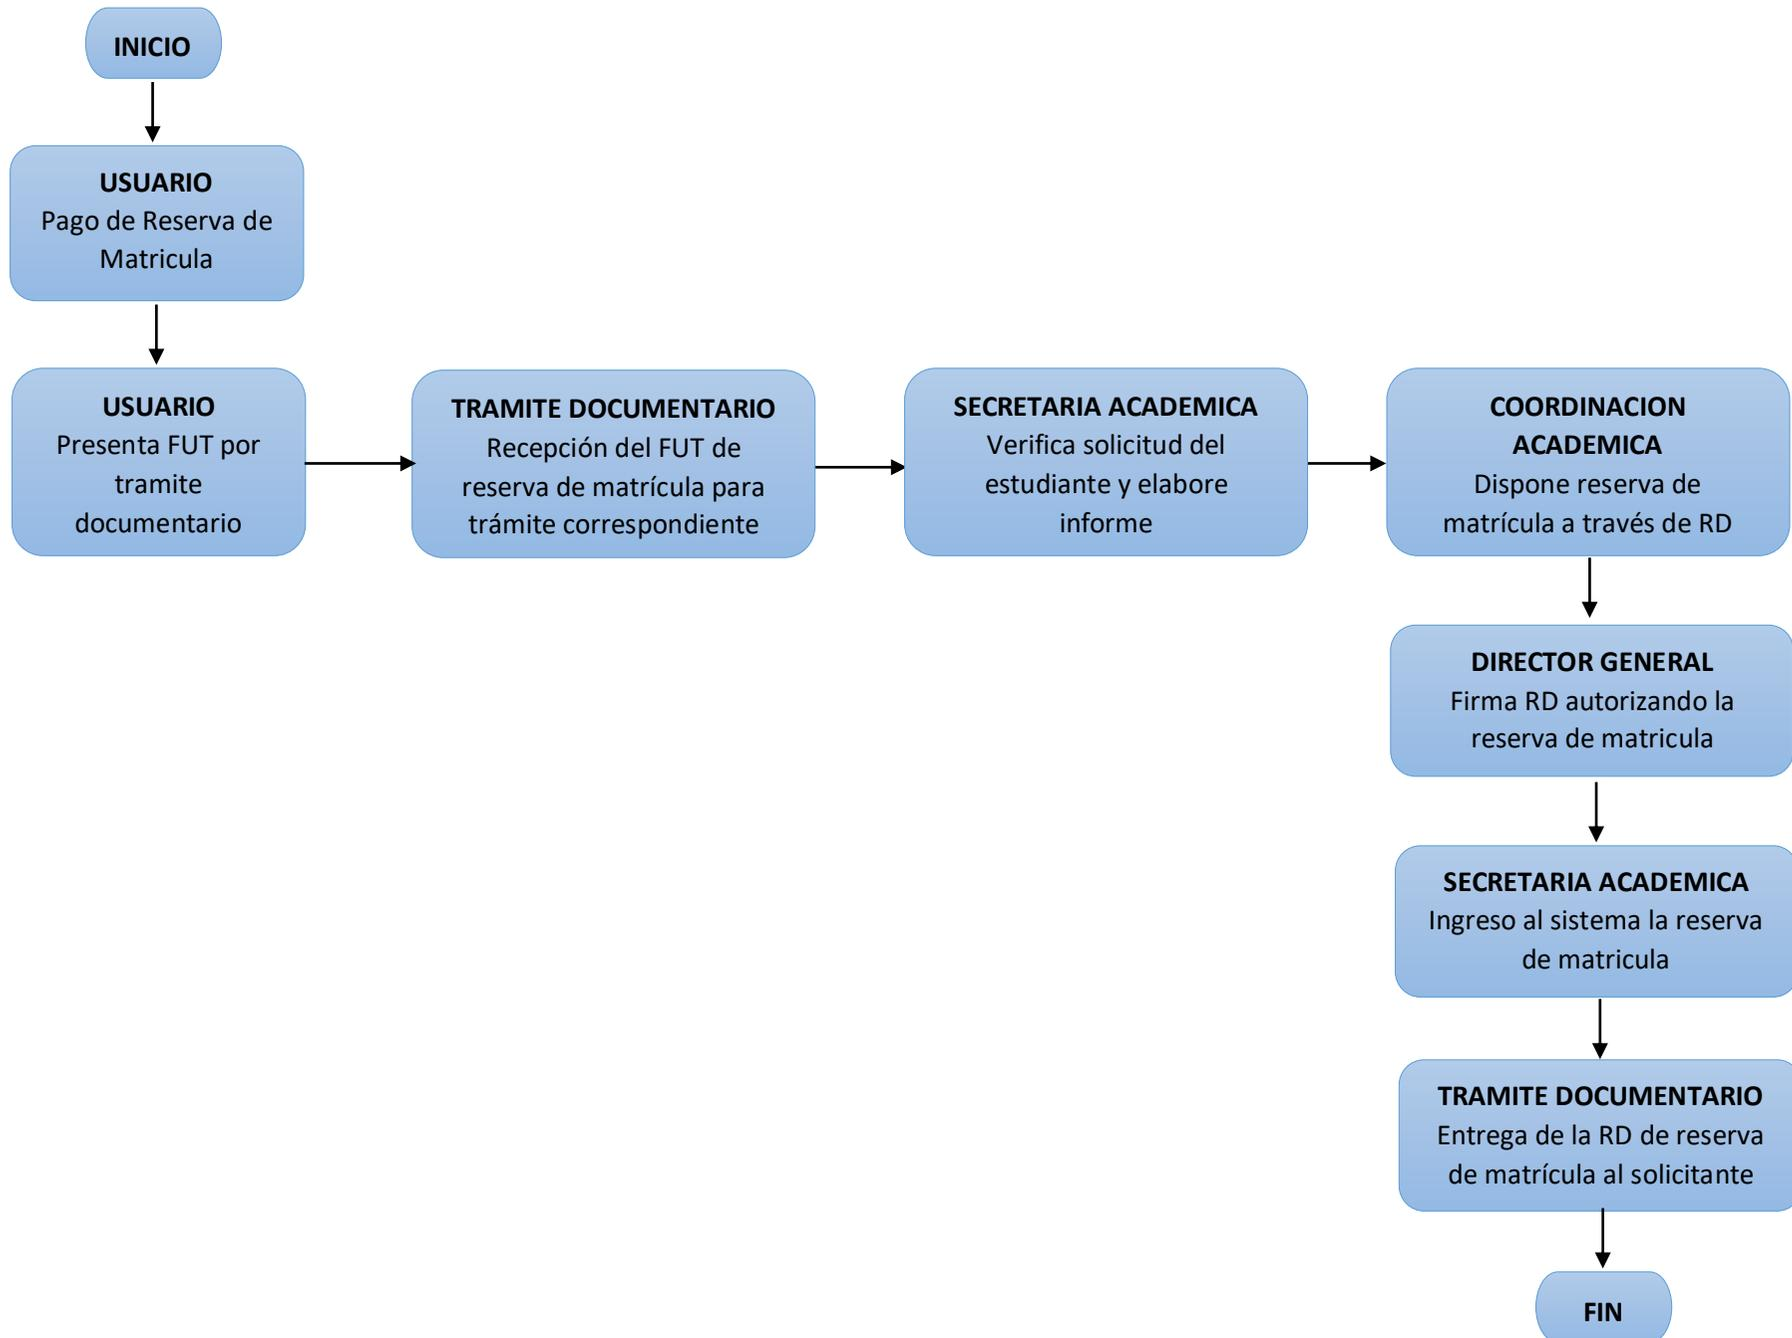 INICIO
USUARIO
Pago de Reserva de
Matricula
USUARIO
Presenta FUT por
tramite
documentario
TRAMITE DOCUMENTARIO
Recepción del FUT de
reserva de matrícula para
trámite correspondiente
SECRETARIA ACADEMICA
Verifica solicitud del
estudiante y elabore
informe
COORDINACION
ACADEMICA
Dispone reserva de
matrícula a través de RD
DIRECTOR GENERAL
Firma RD autorizando la
reserva de matricula
SECRETARIA ACADEMICA
Ingreso al sistema la reserva
de matricula
TRAMITE DOCUMENTARIO
Entrega de la RD de reserva
de matrícula al solicitante
FIN